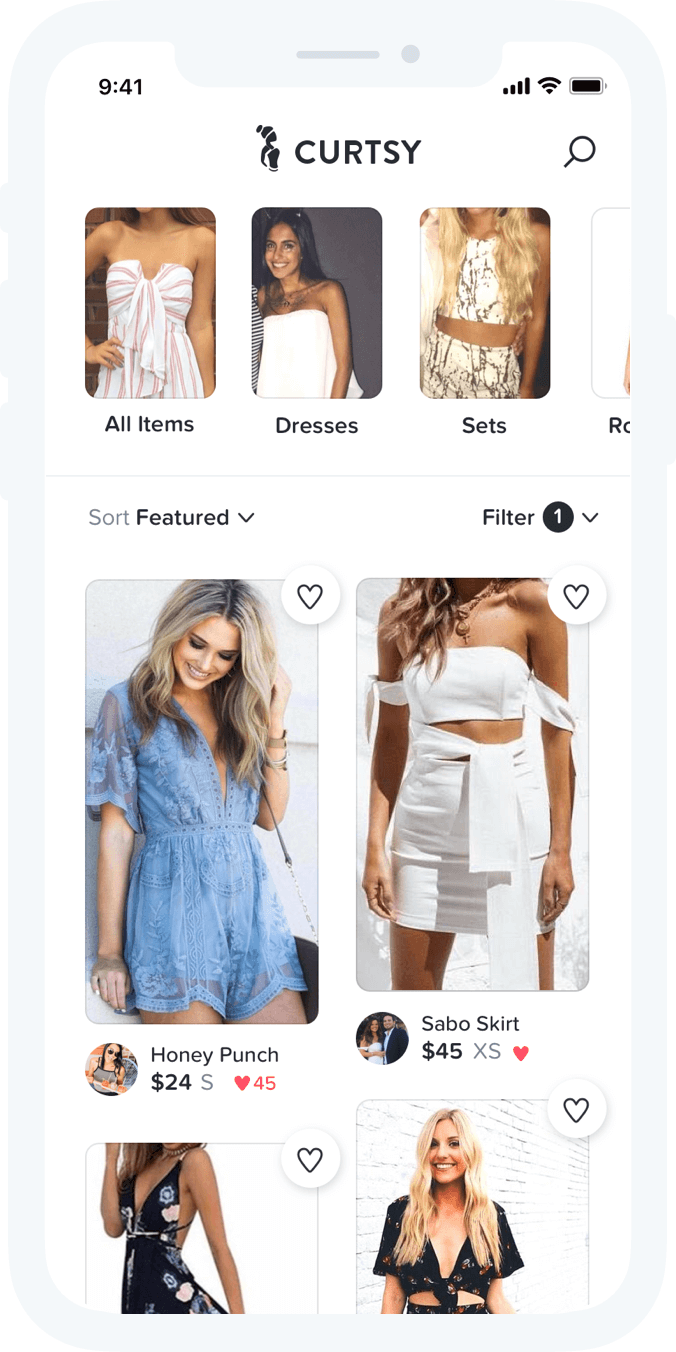 9:41
CURTSY
All Items
Dresses
Sets
Ro
Sort Featured
Filter 1
Sabo Skirt
$45 XS
Honey Punch
$24 S 45